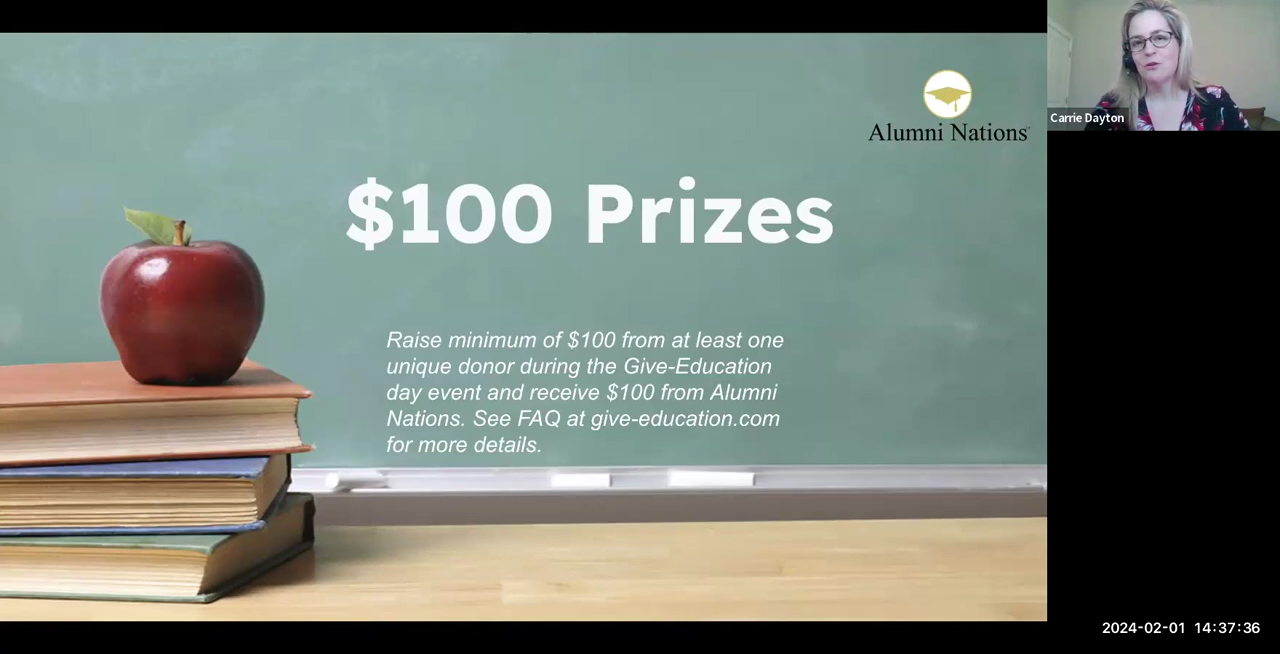 Alumni Nations
Carrie Dayton
$100 Prizes
Raise minimum of $100 from at least one
unique donor during the Give-Education
day event and receive $100 from Alumni
Nations. See FAQ at give-education.com
for more details.
2024-02-01 14:37:36